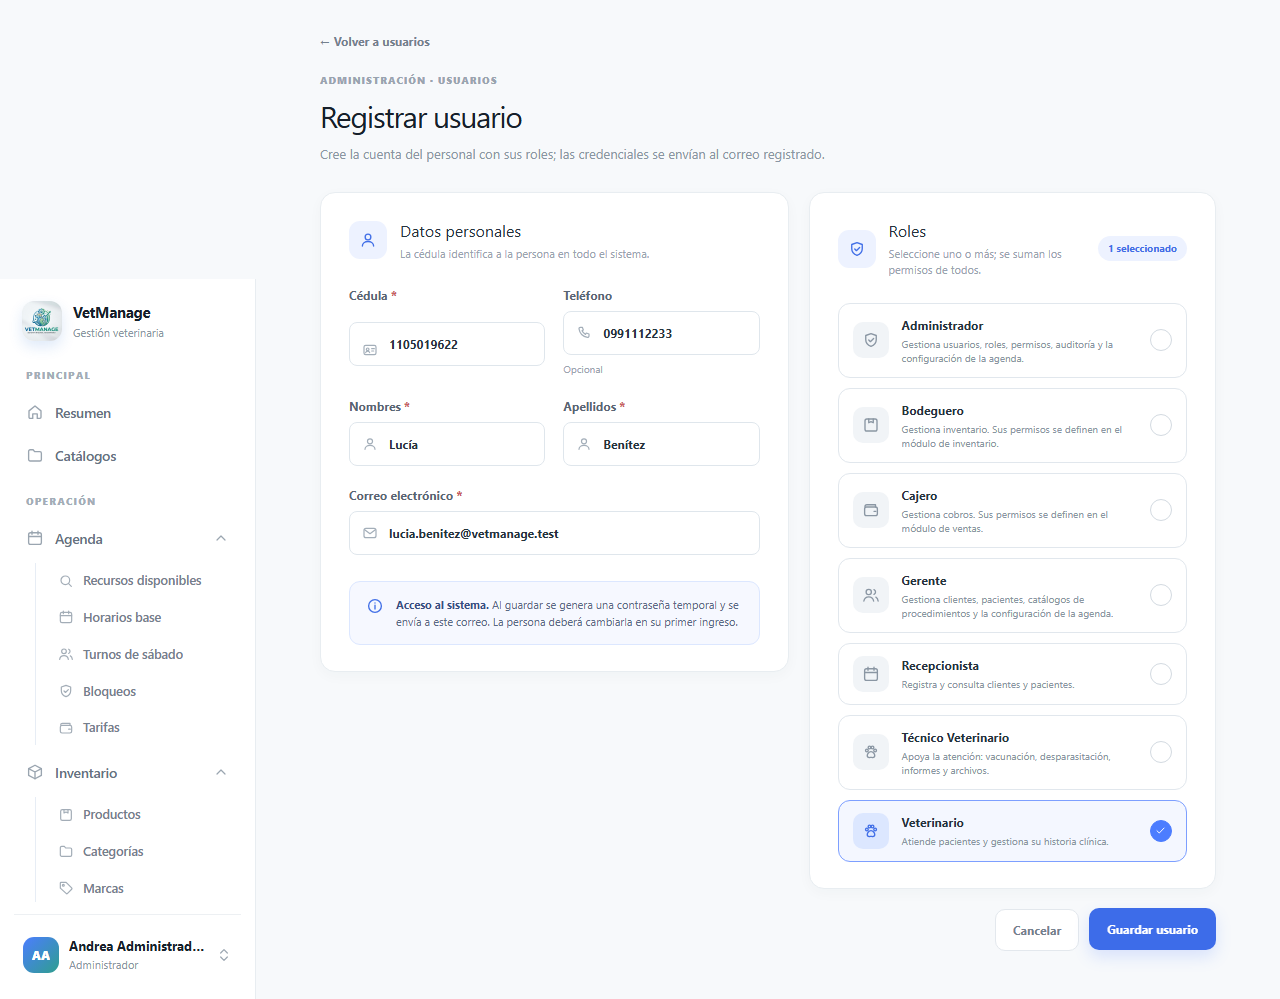 ← Volver a usuarios
ADMINISTRACIÓN · USUARIOS
Registrar usuario
Cree la cuenta del personal con sus roles; las credenciales se envían al correo registrado.
VETMANAGE
VetManage
Gestión veterinaria
PRINCIPAL
Resumen
Catálogos
OPERACIÓN
Agenda
Recursos disponibles
Horarios base
Turnos de sábado
Bloqueos
Tarifas
Inventario
Productos
Categorías
Marcas
AA
Andrea Administrad...
Administrador
Datos personales
La cédula identifica a la persona en todo el sistema.
Cédula *
1105019622
Teléfono
0991112233
Opcional
Nombres *
Lucía
Apellidos *
Benítez
Correo electrónico *
lucia.benitez@vetmanage.test
Acceso al sistema. Al guardar se genera una contraseña temporal y se
envía a este correo. La persona deberá cambiarla en su primer ingreso.
Roles
Seleccione uno o más; se suman los
permisos de todos.
1 seleccionado
Administrador
Gestiona usuarios, roles, permisos, auditoría y la
configuración de la agenda.
Bodeguero
Gestiona inventario. Sus permisos se definen en el
módulo de inventario.
Cajero
Gestiona cobros. Sus permisos se definen en el
módulo de ventas.
Gerente
Gestiona clientes, pacientes, catálogos de
procedimientos y la configuración de la agenda.
Recepcionista
Registra y consulta clientes y pacientes.
Técnico Veterinario
Apoya la atención: vacunación, desparasitación,
informes y archivos.
Veterinario
Atiende pacientes y gestiona su historia clínica.
Cancelar
Guardar usuario